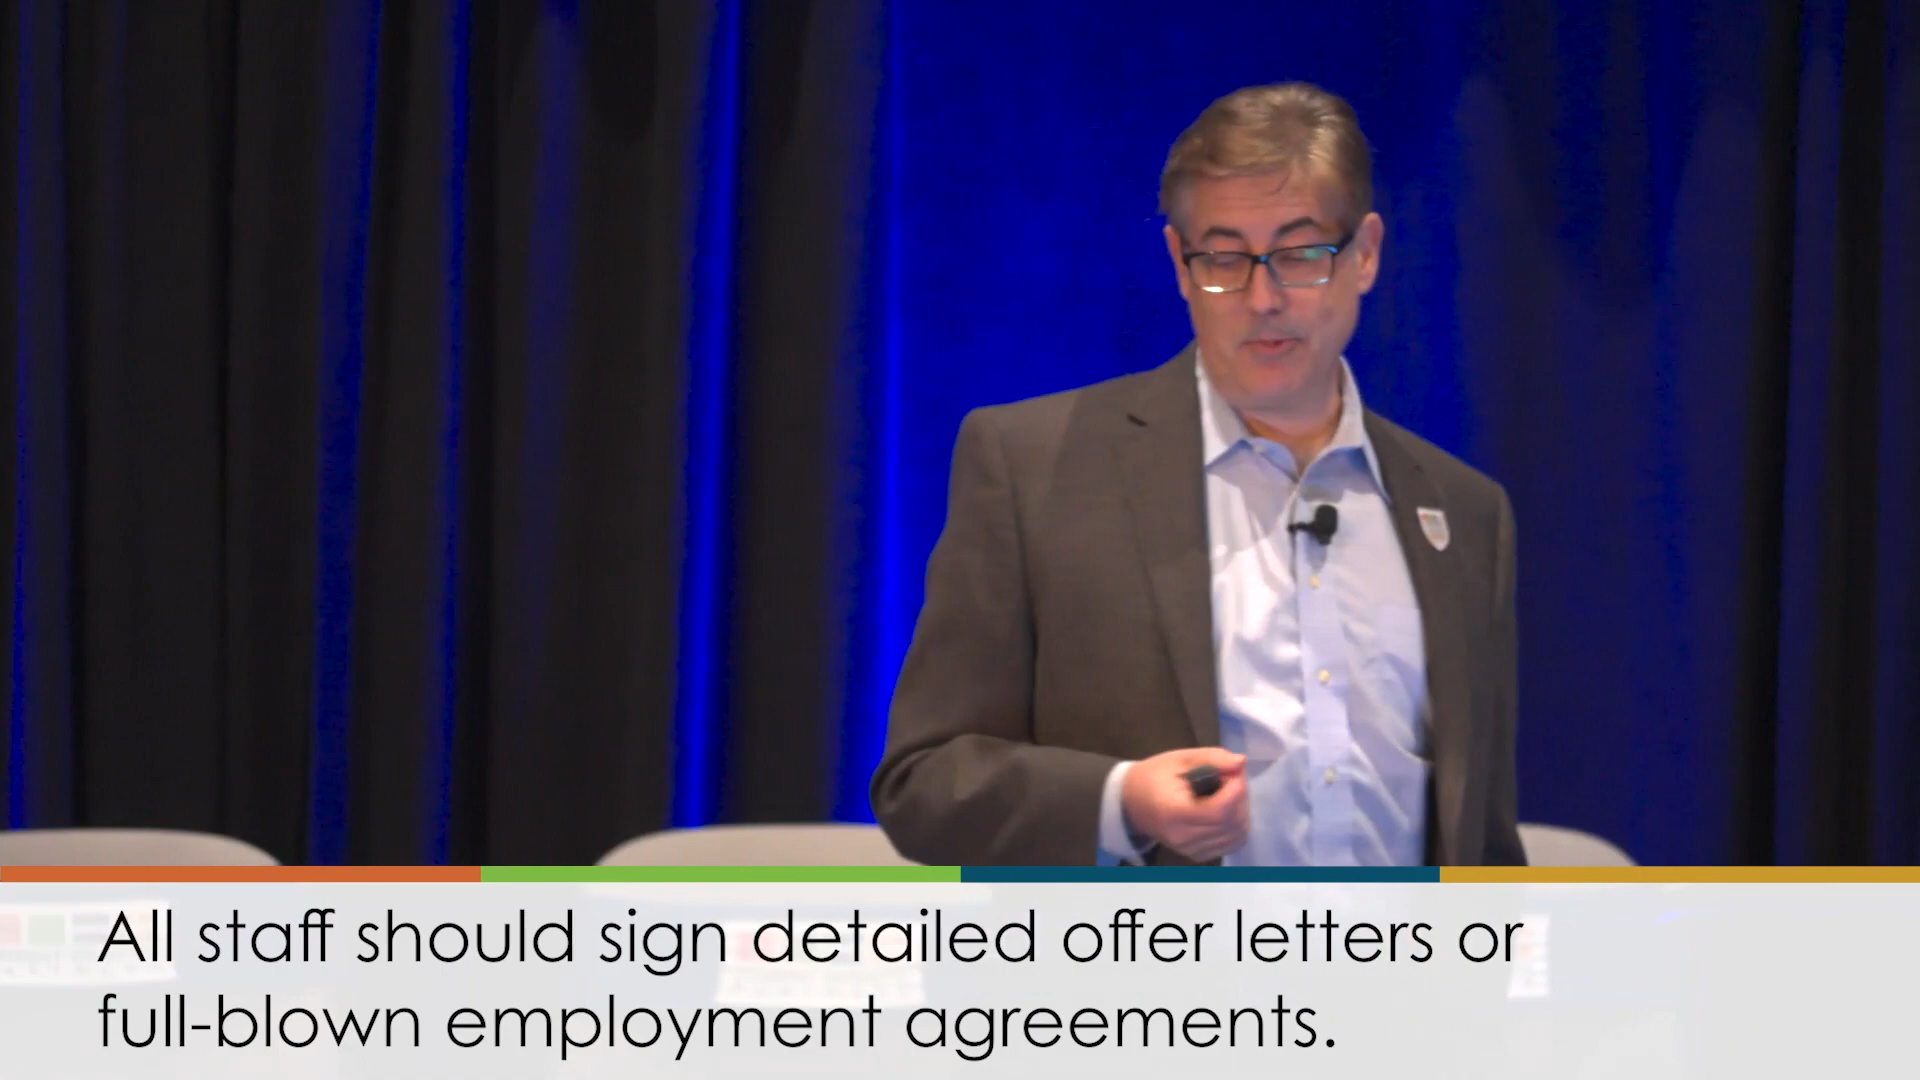 All staff should sign detailed offer letters or
full-blown employment agreements.